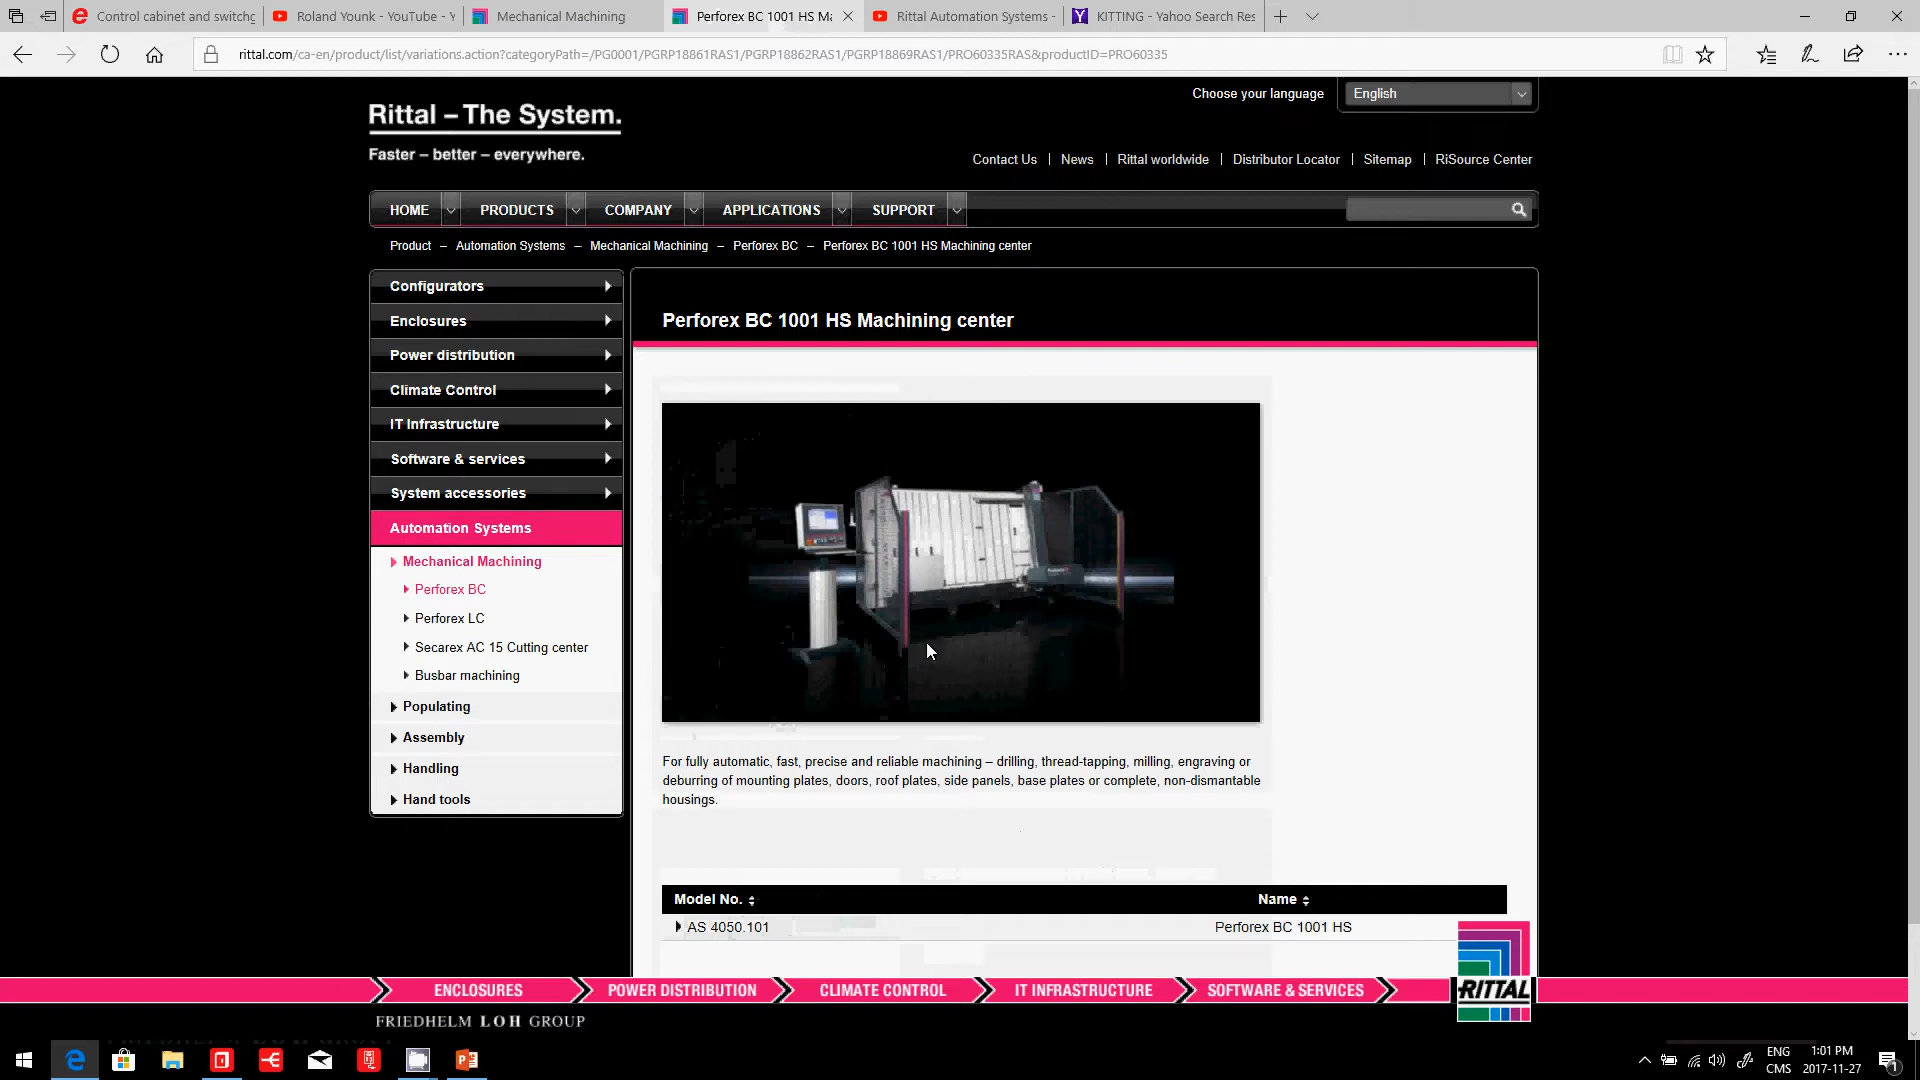 Control cabinet and switchg
Roland Younk - YouTube - Y
Mechanical Machining
Perforex BC 1001 HS Ma
Rittal Automation Systems -
KITTING - Yahoo Search Res
rittal.com/ca-en/product/list/variations.action?categoryPath=/PG0001/PGRP18861RAS1/PGRP18862RAS1/PGRP18869RAS1/PRO60335RAS&productID=PRO60335
Choose your language English
Rittal – The System.
Faster – better – everywhere.
Contact Us | News | Rittal worldwide | Distributor Locator | Sitemap | RiSource Center
HOME PRODUCTS COMPANY APPLICATIONS SUPPORT
Product – Automation Systems – Mechanical Machining – Perforex BC – Perforex BC 1001 HS Machining center
Configurators
Enclosures
Power distribution
Climate Control
IT Infrastructure
Software & services
System accessories
Automation Systems
Mechanical Machining
Perforex BC
Perforex LC
Secarex AC 15 Cutting center
Busbar machining
Populating
Assembly
Handling
Hand tools
Perforex BC 1001 HS Machining center
For fully automatic, fast, precise and reliable machining – drilling, thread-tapping, milling, engraving or
deburring of mounting plates, doors, roof plates, side panels, base plates or complete, non-dismantable
housings.
Model No. Name
AS 4050.101 Perforex BC 1001 HS
ENCLOSURES POWER DISTRIBUTION CLIMATE CONTROL IT INFRASTRUCTURE SOFTWARE & SERVICES
RITTAL
FRIEDHELM LOH GROUP
ENG
CMS
1:01 PM
2017-11-27
1